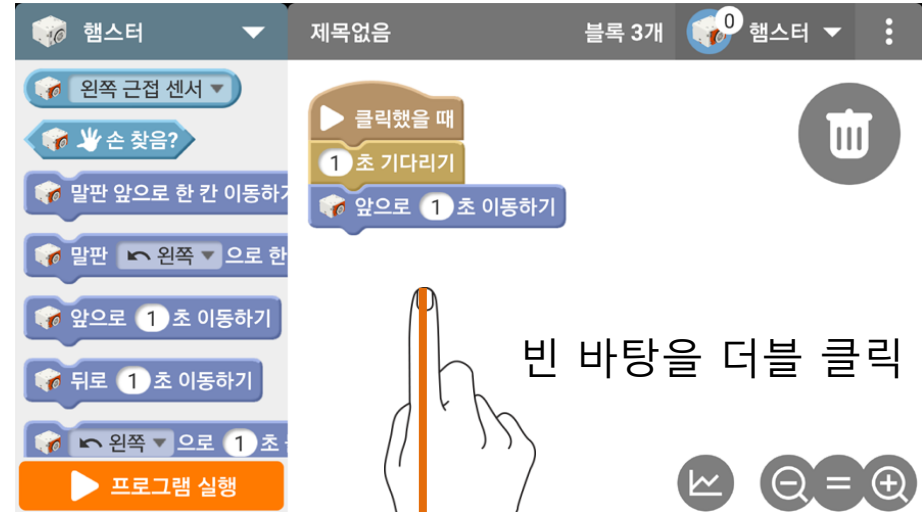 햄스터
제목없음
블록 3개
0
햄스터
왼쪽 근접 센서
손 찾음?
말판 앞으로 한 칸 이동하기
말판 왼쪽 으로 한
앞으로 1 초 이동하기
뒤로 1 초 이동하기
왼쪽 으로 1 초
프로그램 실행
클릭했을 때
1 초 기다리기
앞으로 1 초 이동하기
빈 바탕을 더블 클릭